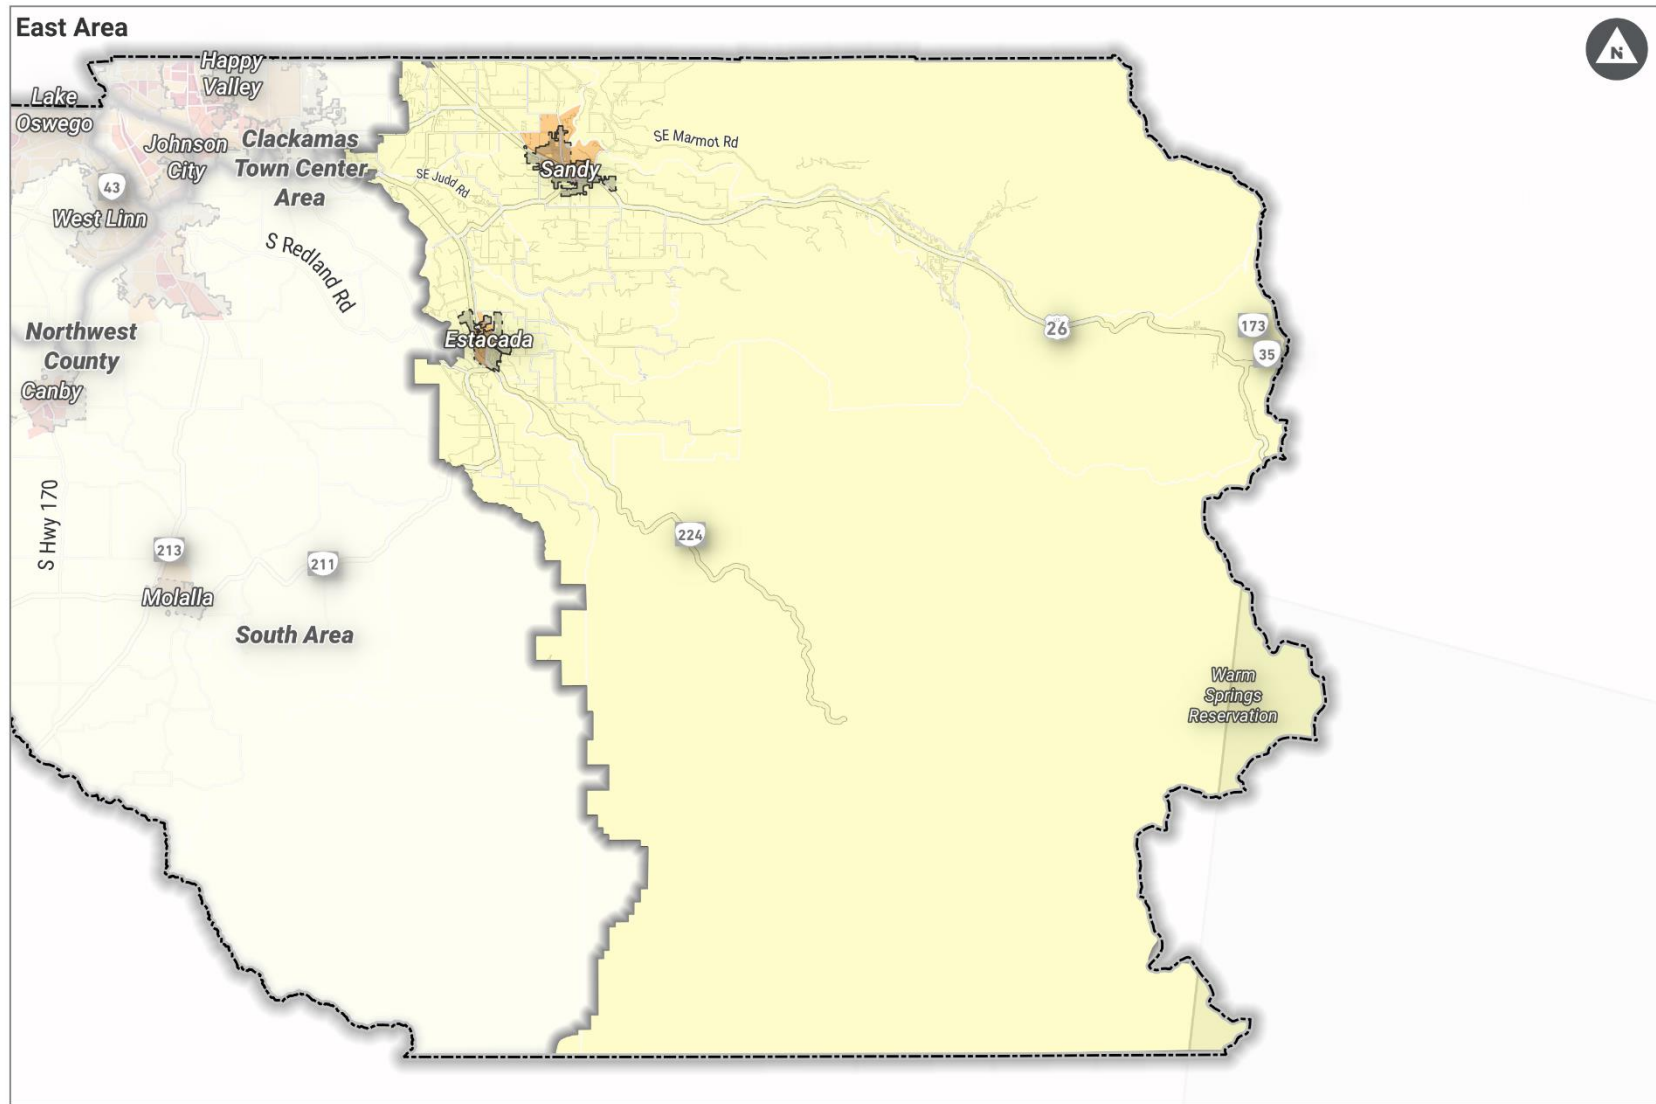 East Area
N
Happy
Valley
Lake
Oswego
Clackamas
Town Center
Area
Johnson
City
SE Marmot Rd
Sandy
SE Judd Rd
43
West Linn
S Redland Rd
Northwest
County
Canby
Estacada
26
173
35
S Hwy 170
224
213
211
Molalla
South Area
Warm
Springs
Reservation